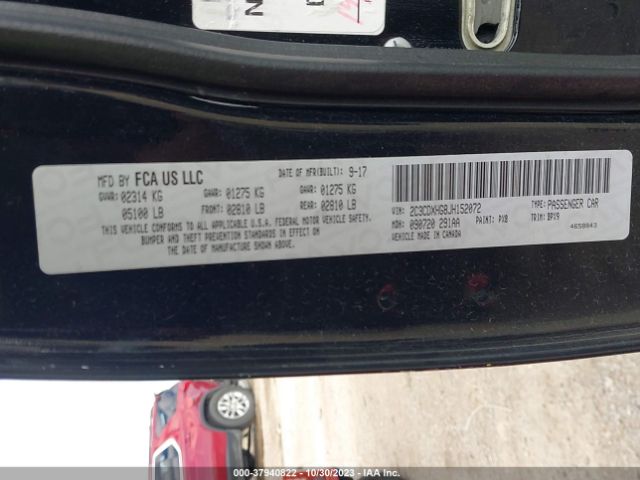 MFD BY FCA US LLC
DATE OF MFR(BUILT): 9-17
GVWR: 02314 KG GAWR: 01275 KG GAWR: 01275 KG
05100 LB FRONT: 02810 LB REAR: 02810 LB
THIS VEHICLE CONFORMS TO ALL APPLICABLE U.S.A. FEDERAL MOTOR VEHICLE SAFETY,
BUMPER AND THEFT PREVENTION STANDARDS IN EFFECT ON
THE DATE OF MANUFACTURE SHOWN ABOVE.
VIN: 2C3CDXHG8JH152072 TYPE: PASSENGER CAR
MDH: 090720 291AA PAINT: PX8 TRIM: BPX9
VEHICLE MADE IN CANADA 4658843
000-37940822 - 10/30/2023 - IAA Inc.